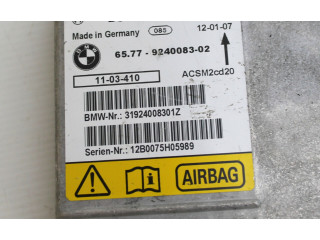 12-01-07
Made in Germany 085
65.77 - 9240083-02
11-03-410 ACSM2cd20
BMW-Nr.: 31924008301Z
Serien-Nr.: 12B0075H05989
AIRBAG